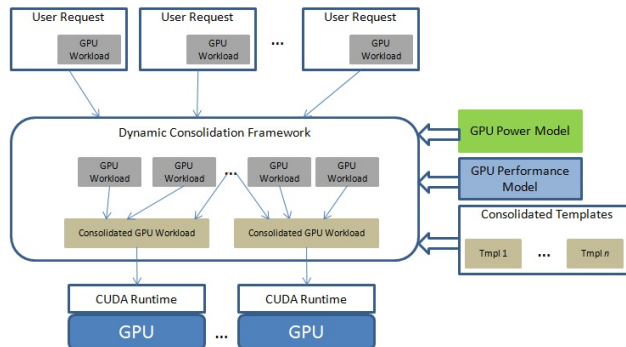 User Request
User Request
User Request
GPU
Workload
GPU
Workload
...
GPU
Workload
Dynamic Consolidation Framework
GPU Power Model
GPU
Workload
GPU
Workload
...
GPU
Workload
GPU
Workload
GPU Performance
Model
Consolidated GPU Workload
Consolidated GPU Workload
Consolidated Templates
Tmpl 1
...
Tmpl n
CUDA Runtime
CUDA Runtime
GPU
...
GPU